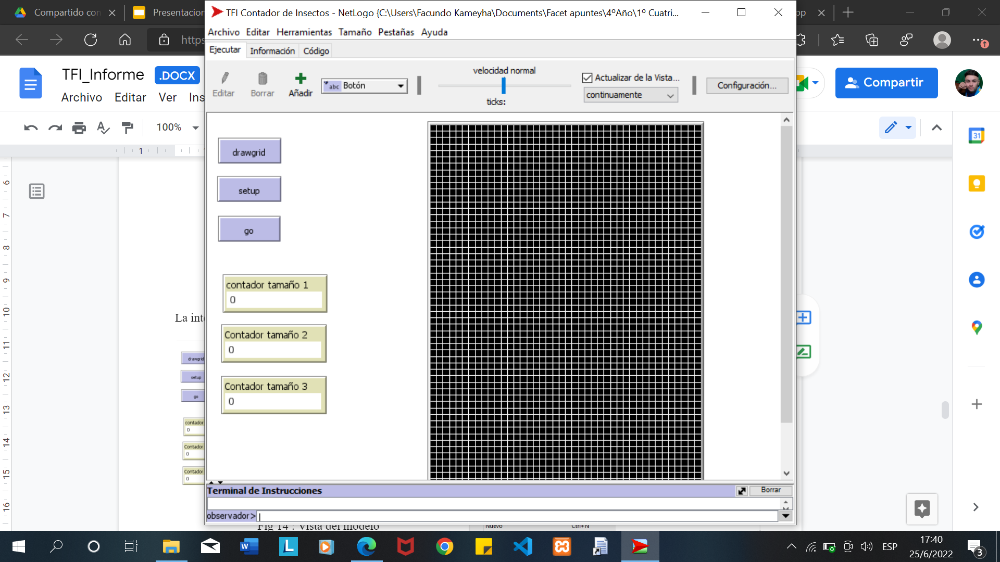 Compartido con
Presentacion
TFI Contador de Insectos - NetLogo {C:\Users\Facundo Kameyha\Documents\Facet apuntes\4ºAño\1º Cuatri...
pp
https
Archivo Editar Herramientas Tamaño Pestañas Ayuda
Ejecutar Información Código
TFI_Informe .DOCX
Archivo Editar Ver Ins
Compartir
Editar Borrar Añadir
abc Botón
velocidad normal
ticks:
Actualizar de la Vista...
continuamente
Configuración...
100%
1
31
drawgrid
setup
go
contador tamaño 1
0
Contador tamaño 2
0
Contador tamaño 3
0
6
7
8
9
10
11
12
13
14
15
16
La int
drawgrid
setup
go
contador
0
Contador
0
Contador
0
Terminal de Instrucciones
Borrar
observador>
Fig 14 : Vista del modelo
Nuevo Ctrl+N
ESP
17:40
25/6/2022
3